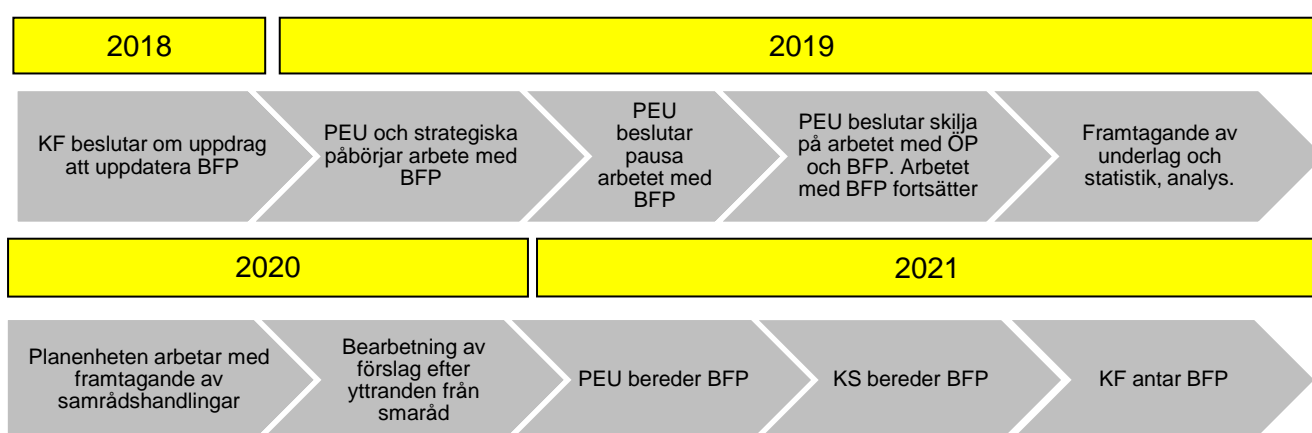 2018
2019
KF beslutar om uppdrag
att uppdatera BFP
PEU och strategiska
påbörjar arbete med
BFP
PEU
beslutar
pausa
arbetet med
BFP
PEU beslutar skilja
på arbetet med ÖP
och BFP. Arbetet
med BFP fortsätter
Framtagande av
underlag och
statistik, analys.
2020
2021
Planenheten arbetar med
framtagande av
samrådshandlingar
Bearbetning av
förslag efter
yttranden från
smaråd
PEU bereder BFP
KS bereder BFP
KF antar BFP